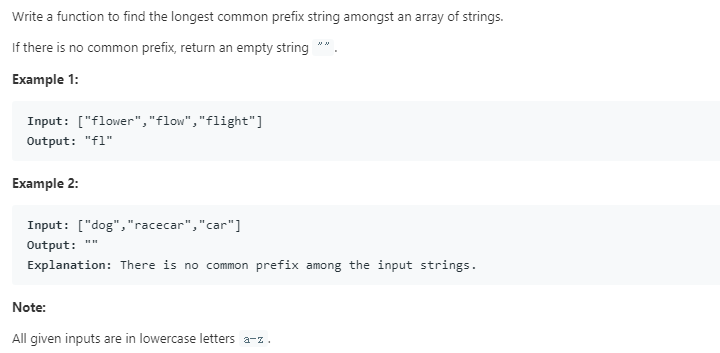 Write a function to find the longest common prefix string amongst an array of strings.
If there is no common prefix, return an empty string "".
Example 1:
Input: ["flower","flow","flight"]
Output: "fl"
Example 2:
Input: ["dog","racecar","car"]
Output: ""
Explanation: There is no common prefix among the input strings.
Note:
All given inputs are in lowercase letters a-z.